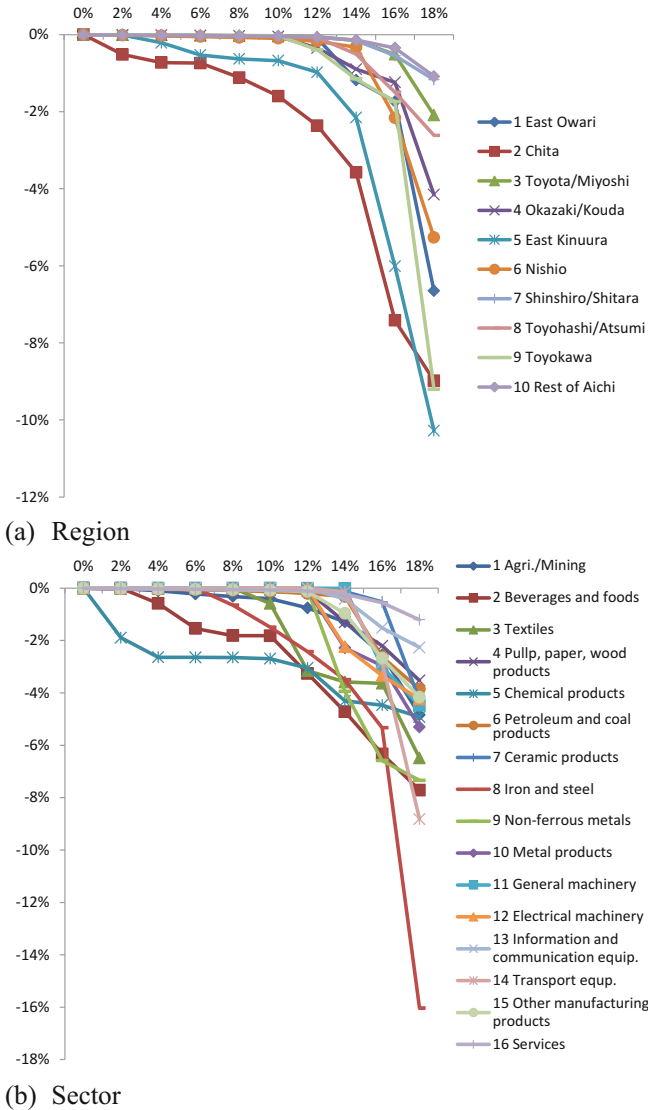 0% 2% 4% 6% 8% 10% 12% 14% 16% 18%
0%
-2%
-4%
-6%
-8%
-10%
-12%
1 East Owari
2 Chita
3 Toyota/Miyoshi
4 Okazaki/Kouda
5 East Kinuura
6 Nishio
7 Shinshiro/Shitara
8 Toyohashi/Atsumi
9 Toyokawa
10 Rest of Aichi
(a) Region
0% 2% 4% 6% 8% 10% 12% 14% 16% 18%
0%
-2%
-4%
-6%
-8%
-10%
-12%
-14%
-16%
-18%
1 Agri./Mining
2 Beverages and foods
3 Textiles
4 Pullp, paper, wood
products
5 Chemical products
6 Petroleum and coal
products
7 Ceramic products
8 Iron and steel
9 Non-ferrous metals
10 Metal products
11 General machinery
12 Electrical machinery
13 Information and
communication equip.
14 Transport equp.
15 Other manufacturing
products
16 Services
(b) Sector